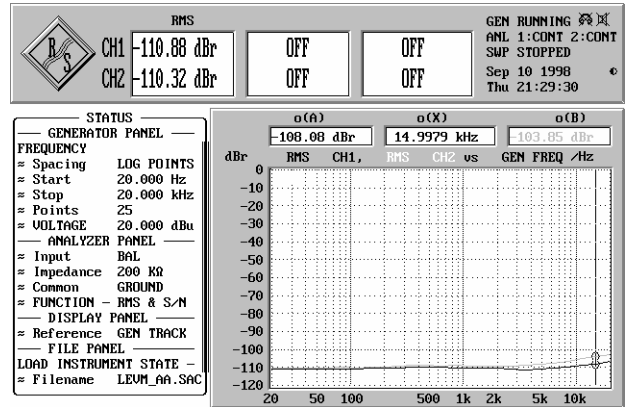 RMS
GEN RUNNING
ANL 1:CONT 2:CONT
SWP STOPPED
R S
CH1 -110.88 dBr OFF OFF
CH2 -110.32 dBr OFF OFF
Sep 10 1998
Thu 21:29:30
STATUS
GENERATOR PANEL
FREQUENCY
≈ Spacing LOG POINTS
≈ Start 20.000 Hz
≈ Stop 20.000 kHz
≈ Points 25
≈ VOLTAGE 20.000 dBu
ANALYZER PANEL
≈ Input BAL
≈ Impedance 200 KΩ
≈ Common GROUND
≈ FUNCTION - RMS & S/N
DISPLAY PANEL
≈ Reference GEN TRACK
FILE PANEL
LOAD INSTRUMENT STATE -
≈ Filename LEVM_AA.SAC
o(A) o(X) o(B)
-108.08 dBr 14.9979 kHz -103.85 dBr
dBr RMS CH1, RMS CH2 vs GEN FREQ /Hz
0
-10
-20
-30
-40
-50
-60
-70
-80
-90
-100
-110
-120
20 50 100 500 1k 2k 5k 10k